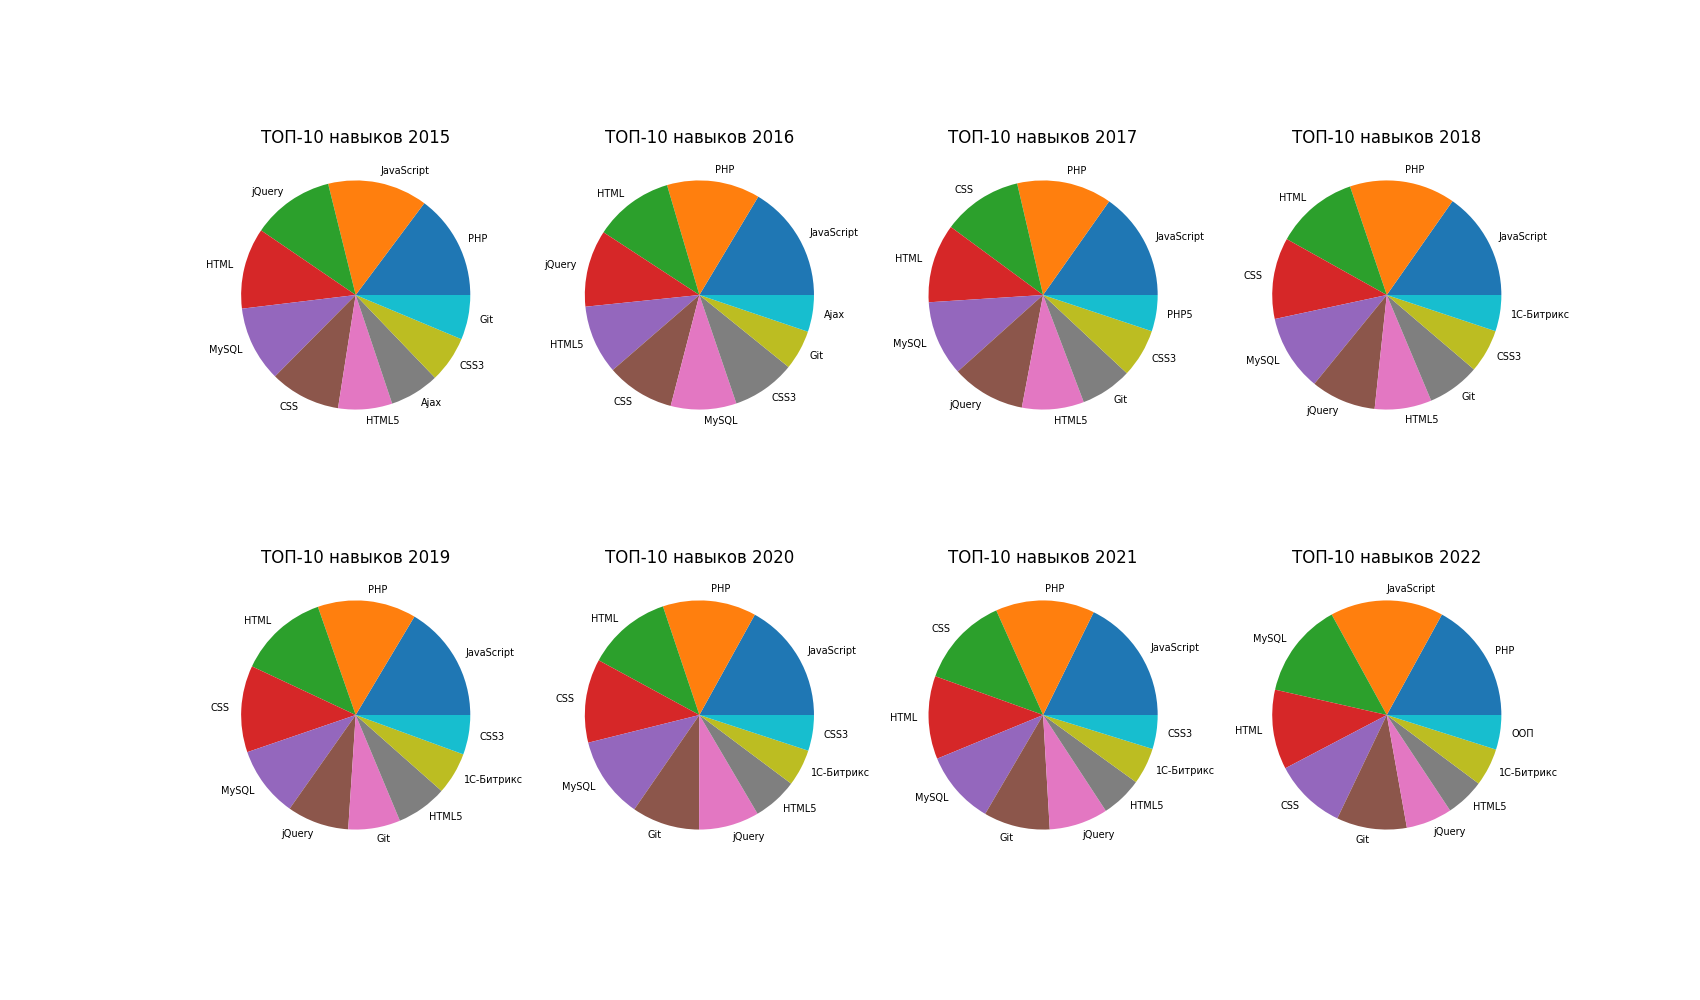 ТОП-10 навыков 2015
PHP
JavaScript
jQuery
HTML
MySQL
CSS
HTML5
Ajax
CSS3
Git
ТОП-10 навыков 2016
JavaScript
PHP
HTML
jQuery
HTML5
CSS
MySQL
CSS3
Git
Ajax
ТОП-10 навыков 2017
JavaScript
PHP
CSS
HTML
MySQL
jQuery
HTML5
Git
CSS3
PHP5
ТОП-10 навыков 2018
JavaScript
PHP
HTML
CSS
MySQL
jQuery
HTML5
Git
CSS3
1С-Битрикс
ТОП-10 навыков 2019
JavaScript
PHP
HTML
CSS
MySQL
jQuery
Git
HTML5
1С-Битрикс
CSS3
ТОП-10 навыков 2020
JavaScript
PHP
HTML
CSS
MySQL
Git
jQuery
HTML5
1С-Битрикс
CSS3
ТОП-10 навыков 2021
JavaScript
PHP
CSS
HTML
MySQL
Git
jQuery
HTML5
1С-Битрикс
CSS3
ТОП-10 навыков 2022
PHP
JavaScript
MySQL
HTML
CSS
Git
jQuery
HTML5
1С-Битрикс
ООП